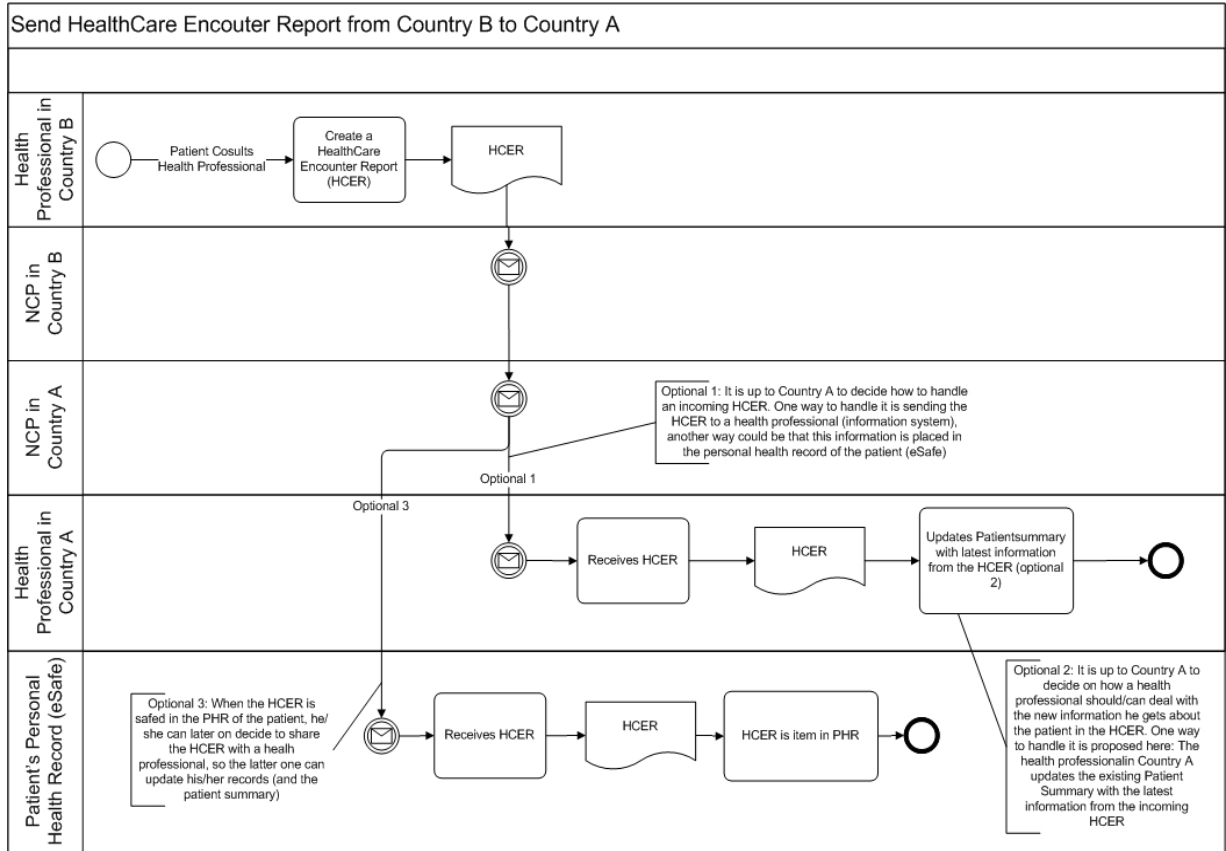 Send HealthCare Encouter Report from Country B to Country A
Health
Professional in
Country B
Patient Cosults
Health Professional
Create a
HealthCare
Encounter Report
(HCER)
HCER
NCP in
Country B
NCP in
Country A
Optional 1: It is up to Country A to decide how to handle
an incoming HCER. One way to handle it is sending the
HCER to a health professional (information system),
another way could be that this information is placed in
the personal health record of the patient (eSafe)
Optional 1
Optional 3
Health
Professional in
Country A
Receives HCER
HCER
Updates Patientsummary
with latest information
from the HCER (optional
2)
Patient's Personal
Health Record (eSafe)
Optional 3: When the HCER is
safed in the PHR of the patient, he/
she can later on decide to share
the HCER with a healh
professional, so the latter one can
update his/her records (and the
patient summary)
Receives HCER
HCER
HCER is item in PHR
Optional 2: It is up to Country A to
decide on how a health
professional should/can deal with
the new information he gets about
the patient in the HCER. One way
to handle it is proposed here: The
health professionalin Country A
updates the existing Patient
Summary with the latest
information from the incoming
HCER